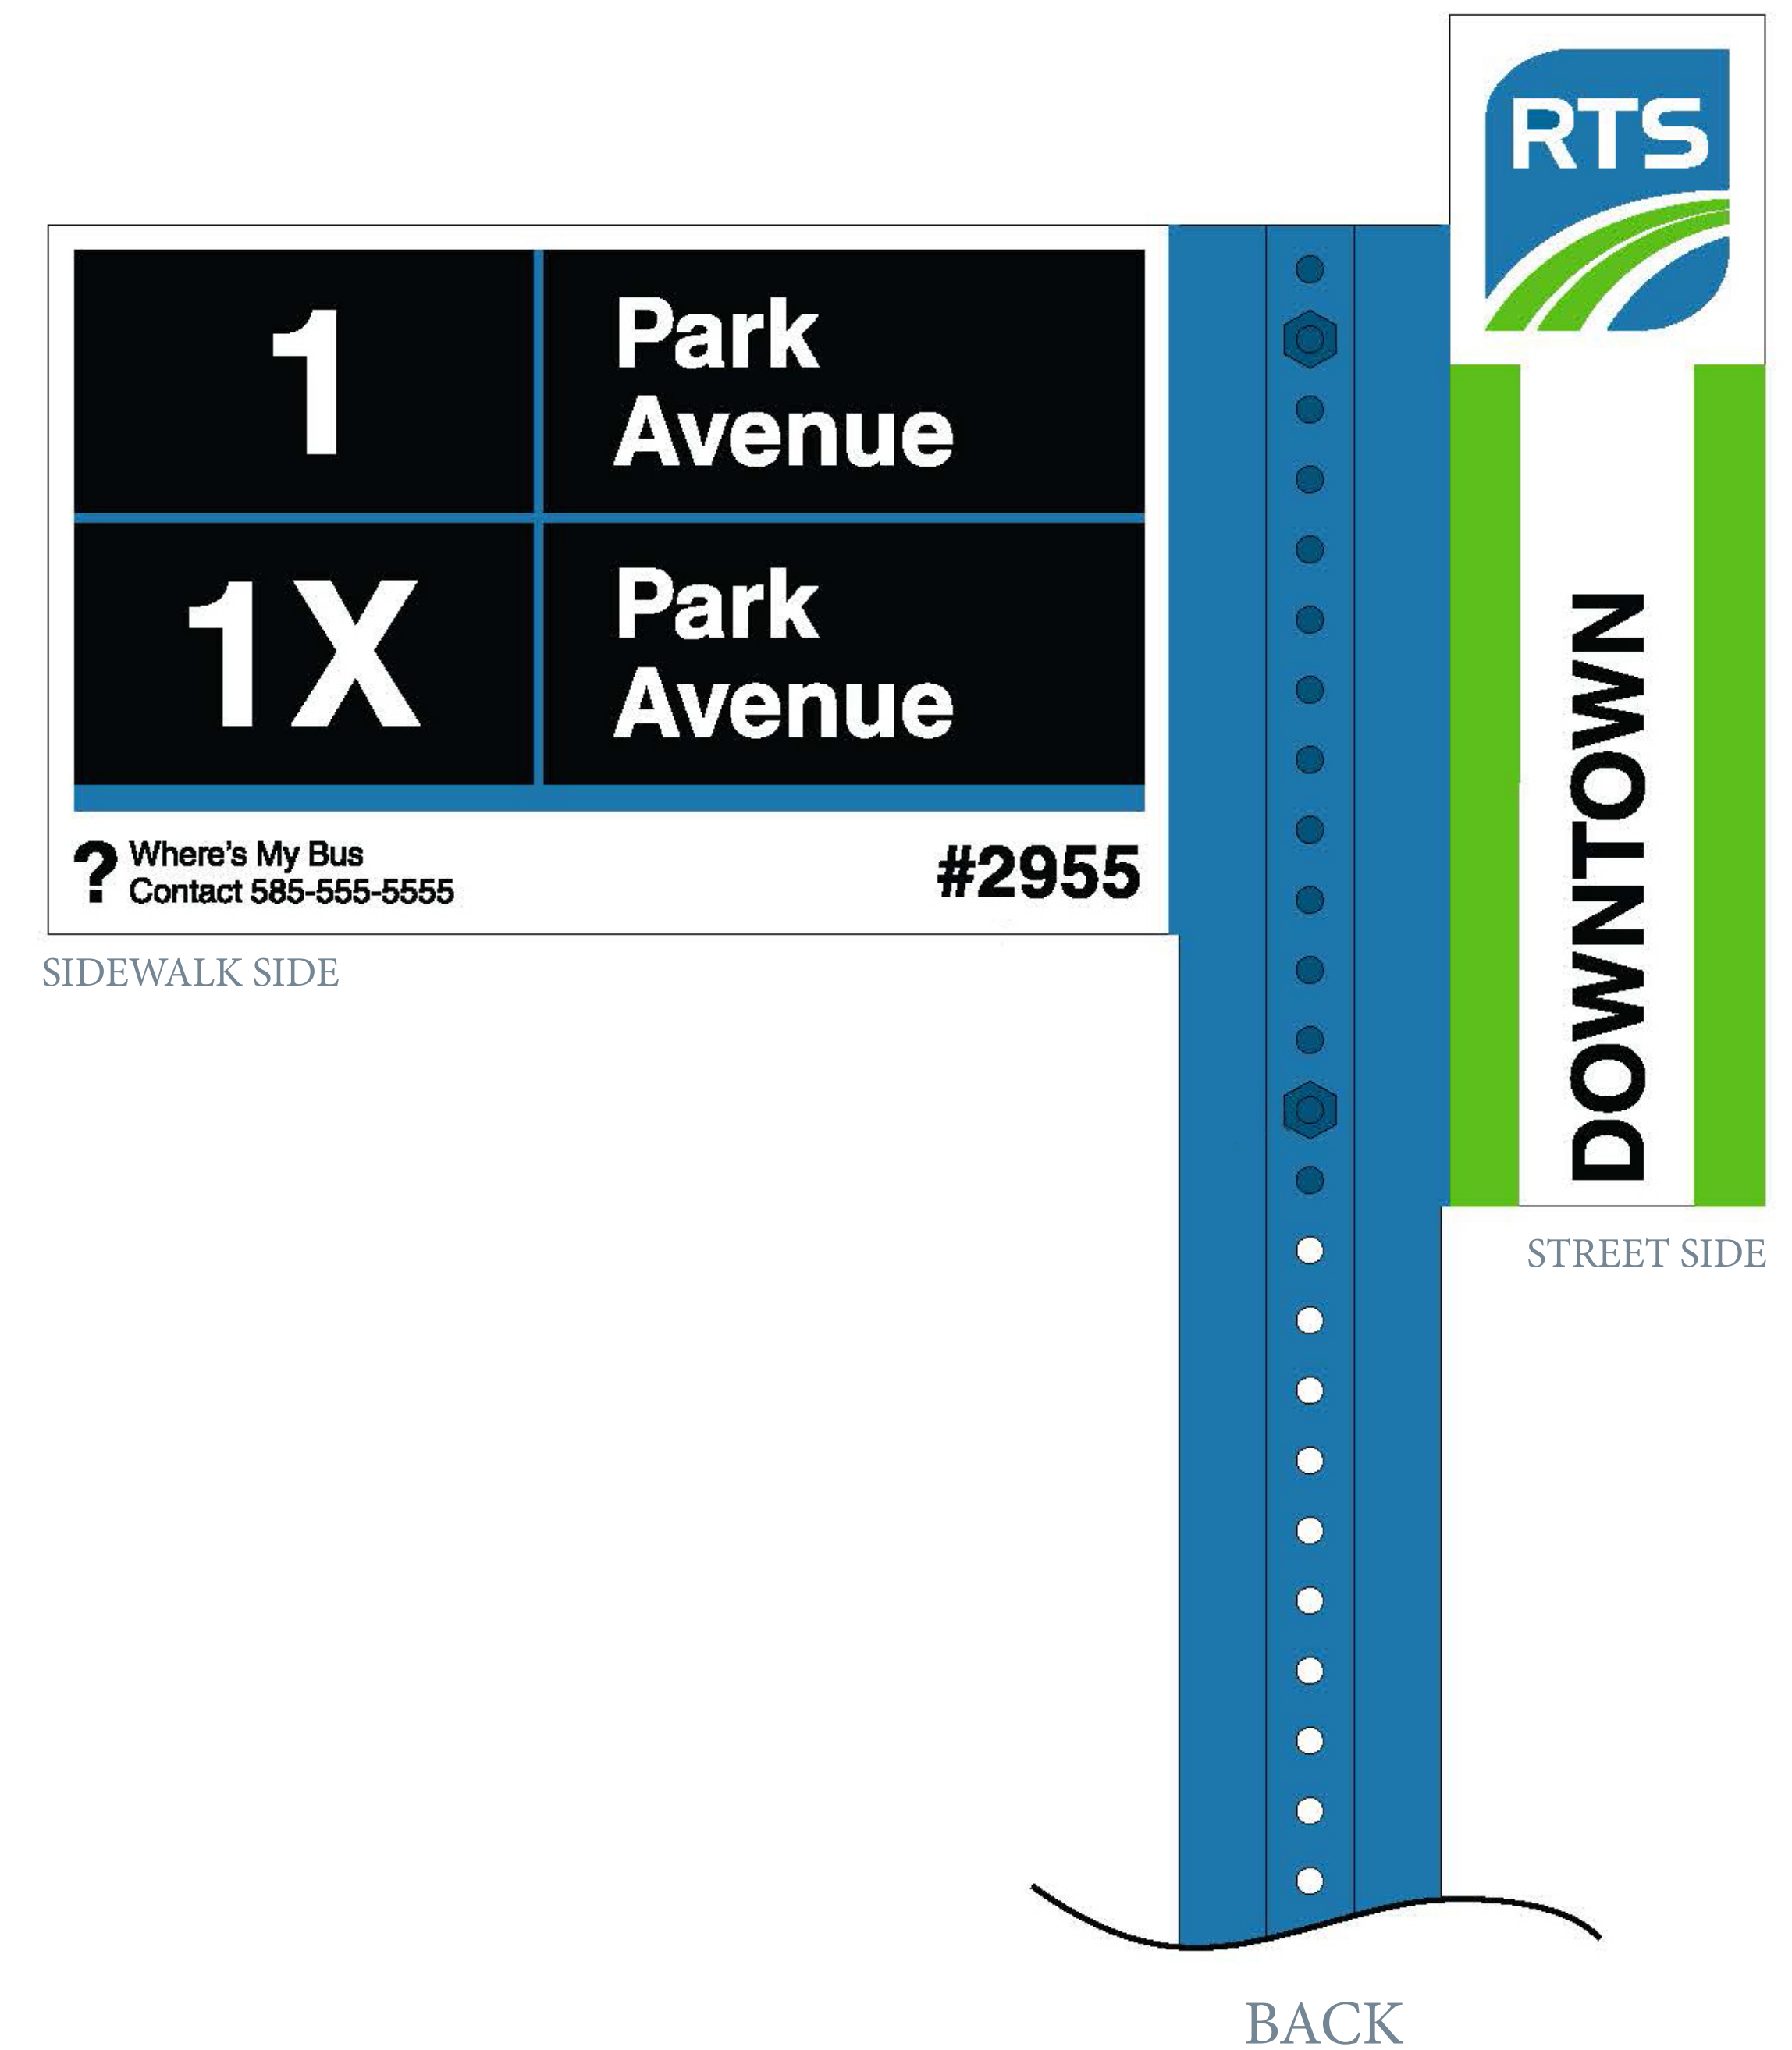 RTS
1
Park
Avenue
1X
Park
Avenue
? Where's My Bus
Contact 585-555-5555
#2955
SIDEWALK SIDE
DOWNTOWN
STREET SIDE
BACK